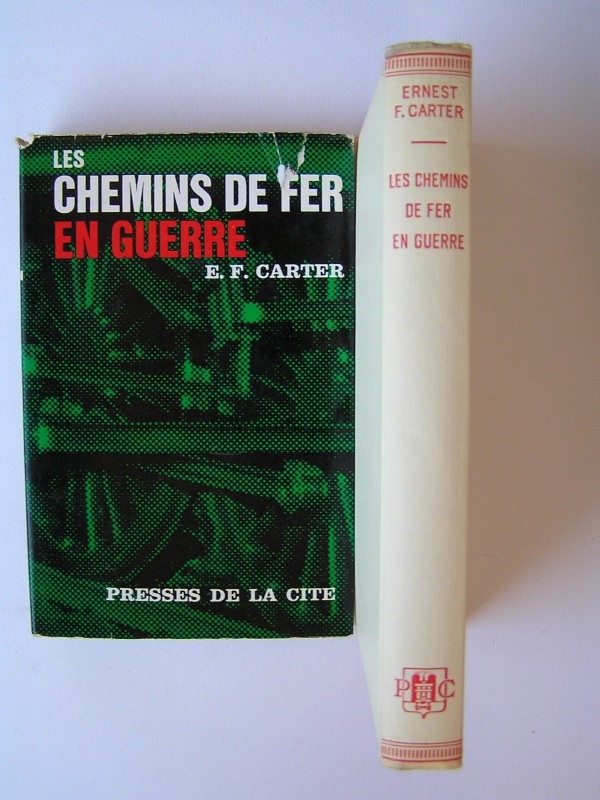 LES
CHEMINS DE FER
EN GUERRE
E. F. CARTER
PRESSES DE LA CITE
ERNEST
F. CARTER
LES CHEMINS
DE FER
EN GUERRE
P C